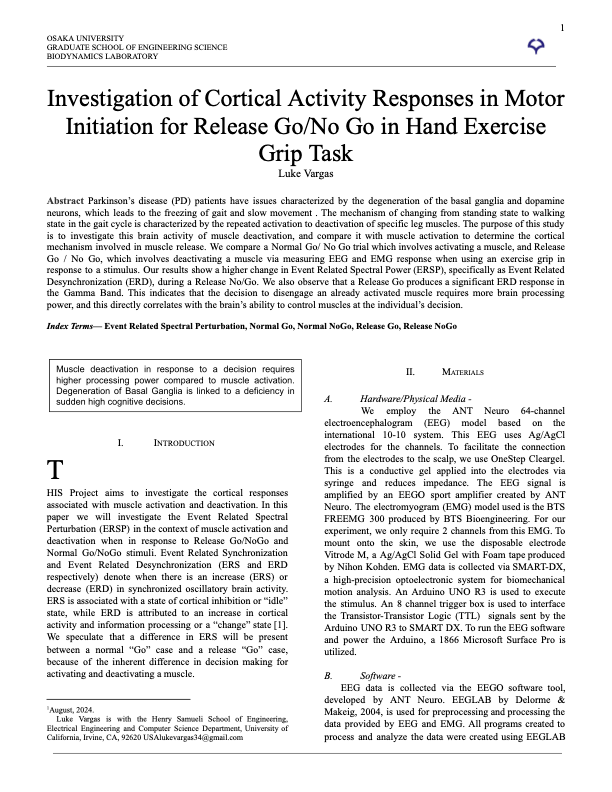 1
OSAKA UNIVERSITY
GRADUATE SCHOOL OF ENGINEERING SCIENCE
BIODYNAMICS LABORATORY
Investigation of Cortical Activity Responses in Motor
Initiation for Release Go/No Go in Hand Exercise
Grip Task
Luke Vargas
Abstract Parkinson's disease (PD) patients have issues characterized by the degeneration of the basal ganglia and dopamine
neurons, which leads to the freezing of gait and slow movement . The mechanism of changing from standing state to walking
state in the gait cycle is characterized by the repeated activation to deactivation of specific leg muscles. The purpose of this study
is to investigate this brain activity of muscle deactivation, and compare it with muscle activation to determine the cortical
mechanism involved in muscle release. We compare a Normal Go/ No Go trial which involves activating a muscle, and Release
Go / No Go, which involves deactivating a muscle via measuring EEG and EMG response when using an exercise grip in
response to a stimulus. Our results show a higher change in Event Related Spectral Power (ERSP), specifically as Event Related
Desynchronization (ERD), during a Release No/Go. We also observe that a Release Go produces a significant ERD response in
the Gamma Band. This indicates that the decision to disengage an already activated muscle requires more brain processing
power, and this directly correlates with the brain's ability to control muscles at the individual's decision.
Index Terms— Event Related Spectral Perturbation, Normal Go, Normal NoGo, Release Go, Release NoGo
Muscle deactivation in response to a decision requires
higher processing power compared to muscle activation.
Degeneration of Basal Ganglia is linked to a deficiency in
sudden high cognitive decisions.
I. INTRODUCTION
T
HIS Project aims to investigate the cortical responses
associated with muscle activation and deactivation. In this
paper we will investigate the Event Related Spectral
Perturbation (ERSP) in the context of muscle activation and
deactivation when in response to Release Go/NoGo and
Normal Go/NoGo stimuli. Event Related Synchronization
and Event Related Desynchronization (ERS and ERD
respectively) denote when there is an increase (ERS) or
decrease (ERD) in synchronized oscillatory brain activity.
ERS is associated with a state of cortical inhibition or "idle"
state, while ERD is attributed to an increase in cortical
activity and information processing or a "change" state [1].
We speculate that a difference in ERS will be present
between a normal "Go" case and a release "Go" case,
because of the inherent difference in decision making for
activating and deactivating a muscle.
1August, 2024.
Luke Vargas is with the Henry Samueli School of Engineering,
Electrical Engineering and Computer Science Department, University of
California, Irvine, CA, 92620 USAlukevargas34@gmail.com
II. MATERIALS
A. Hardware/Physical Media -
We employ the ANT Neuro 64-channel
electroencephalogram (EEG) model based on the
international 10-10 system. This EEG uses Ag/AgCl
electrodes for the channels. To facilitate the connection
from the electrodes to the scalp, we use OneStep Cleargel.
This is a conductive gel applied into the electrodes via
syringe and reduces impedance. The EEG signal is
amplified by an EEGO sport amplifier created by ANT
Neuro. The electromyogram (EMG) model used is the BTS
FREEMG 300 produced by BTS Bioengineering. For our
experiment, we only require 2 channels from this EMG. To
mount onto the skin, we use the disposable electrode
Vitrode M, a Ag/AgCl Solid Gel with Foam tape produced
by Nihon Kohden. EMG data is collected via SMART-DX,
a high-precision optoelectronic system for biomechanical
motion analysis. An Arduino UNO R3 is used to execute
the stimulus. An 8 channel trigger box is used to interface
the Transistor-Transistor Logic (TTL) signals sent by the
Arduino UNO R3 to SMART DX. To run the EEG software
and power the Arduino, a 1866 Microsoft Surface Pro is
utilized.
B. Software -
EEG data is collected via the EEGO software tool,
developed by ANT Neuro. EEGLAB by Delorme &
Makeig, 2004, is used for preprocessing and processing the
data provided by EEG and EMG. All programs created to
process and analyze the data were created using EEGLAB